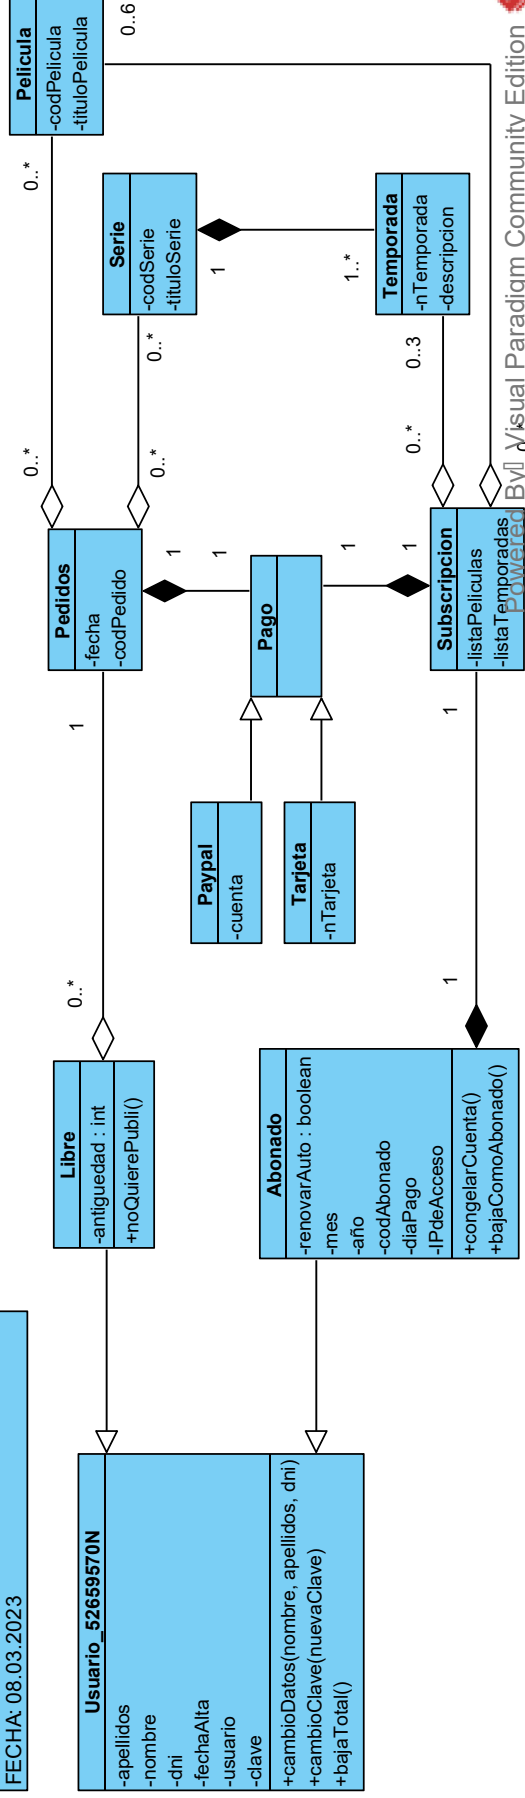 FECHA: 08.03.2023
Usuario_52659570N
-apellidos
-nombre
-dni
-fechaAlta
-usuario
-clave
+cambioDatos(nombre, apellidos, dni)
+cambioClave(nuevaClave)
+bajaTotal()
Libre
-antiguedad : int
+noQuierePubli()
0..*
1
Abonado
-renovarAuto : boolean
-mes
-año
-codAbonado
-diaPago
-IPdeAcceso
+congelarCuenta()
+bajaComoAbonado()
1
1
Paypal
-cuenta
Tarjeta
-nTarjeta
Pago
1
1
1
1
Pedidos
-fecha
-codPedido
0..*
0..*
0..*
0..*
Subscripcion
-listaPeliculas
-listaTemporadas
0..*
0..3
0..*
0..6
Serie
-codSerie
-tituloSerie
1
1..*
Temporada
-nTemporada
-descripcion
Pelicula
-codPelicula
-tituloPelicula
Powered By Visual Paradigm Community Edition